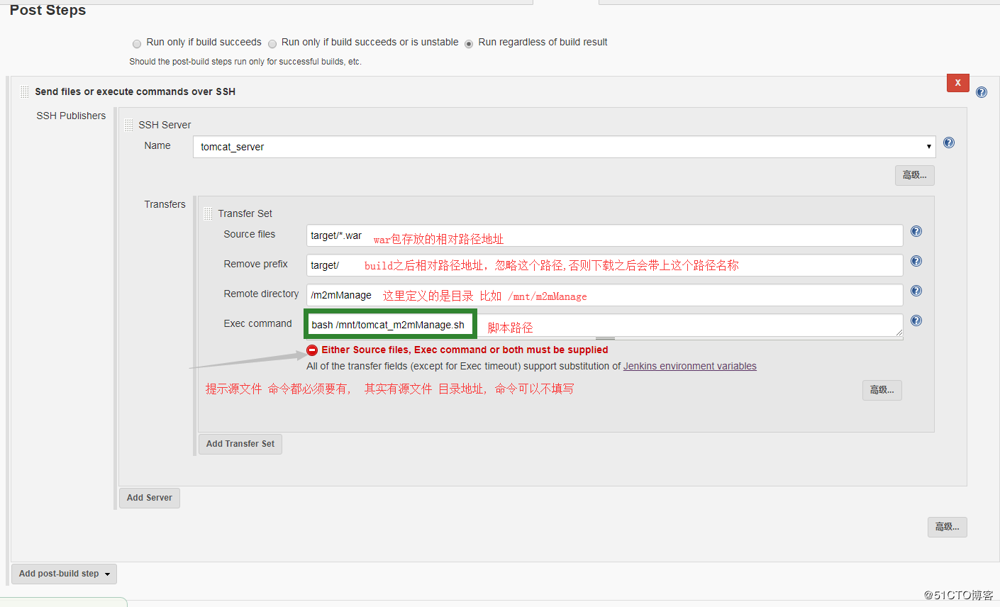 Post Steps
Run only if build succeeds Run only if build succeeds or is unstable Run regardless of build result
Should the post-build steps run only for successful builds, etc.
X
Send files or execute commands over SSH
SSH Publishers
SSH Server
Name tomcat_server
高级...
Transfers
Transfer Set
Source files target/*.war war包存放的相对路径地址
Remove prefix target/ build之后相对路径地址，忽略这个路径,否则下载之后会带上这个路径名称
Remote directory /m2mManage 这里定义的是目录 比如 /mnt/m2mManage
Exec command bash /mnt/tomcat_m2mManage.sh 脚本路径
Either Source files, Exec command or both must be supplied
All of the transfer fields (except for Exec timeout) support substitution of Jenkins environment variables
提示源文件 命令都必须要有， 其实有源文件 目录地址，命令可以不填写
高级...
Add Transfer Set
Add Server
高级...
Add post-build step
@51CTO博客